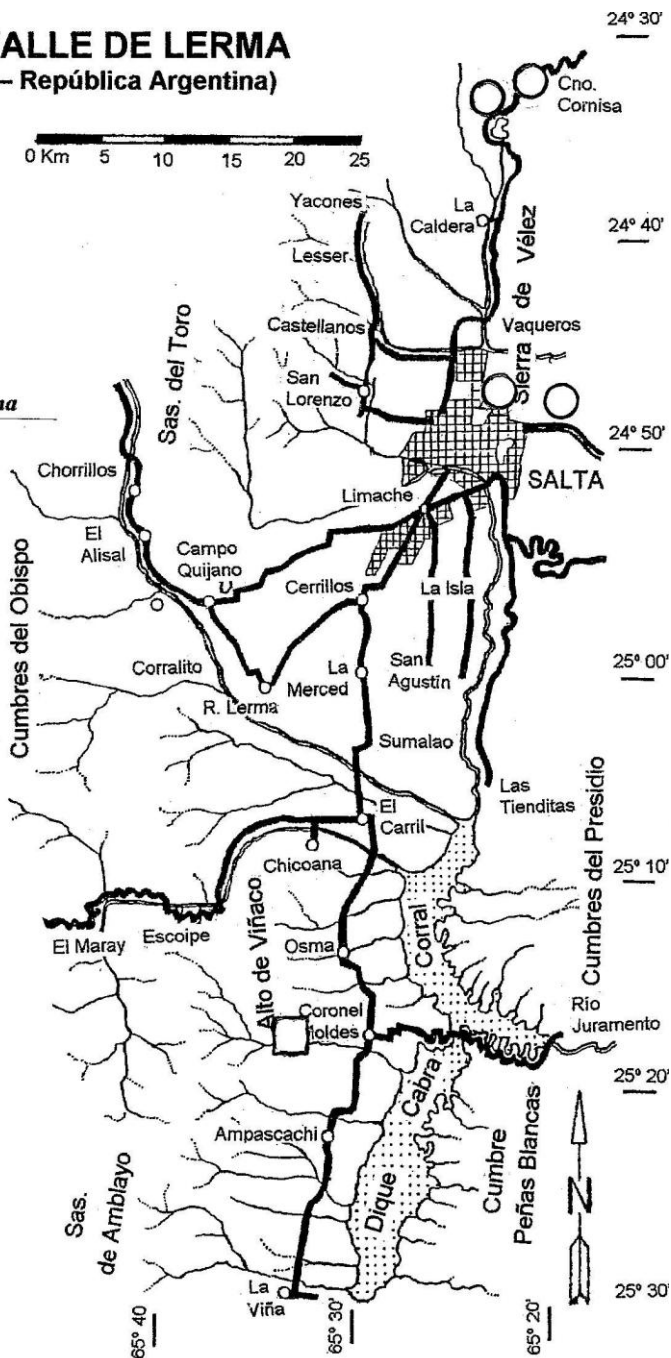 ALLE DE LERMA
– República Argentina)
24° 30'
0 Km 5 10 15 20 25
Cno.
Cornisa
Yacones
La
Caldera
24° 40'
Lesser
Sierra de Vélez
Castellanos
Vaqueros
Sas. del Toro
San
Lorenzo
24° 50'
Chorrillos
Limache
SALTA
El
Alisal
Campo
Quijano
Cerrillos
La Isla
Cumbres del Obispo
25° 00'
Corralito
La
Merced
San
Agustín
R. Lerma
Sumalao
Las
Tienditas
El
Carril
Chicoana
25° 10'
Cumbres del Presidio
El Maray
Escoipe
Alto de Viñaco
Osma
Corral
Coronel
Moldes
Río
Juramento
25° 20'
Cabra
Ampascachi
Cumbre
Peñas Blancas
N
Sas.
de Amblayo
Dique
La
Viña
25° 30'
65° 40'
65° 30'
65° 20'